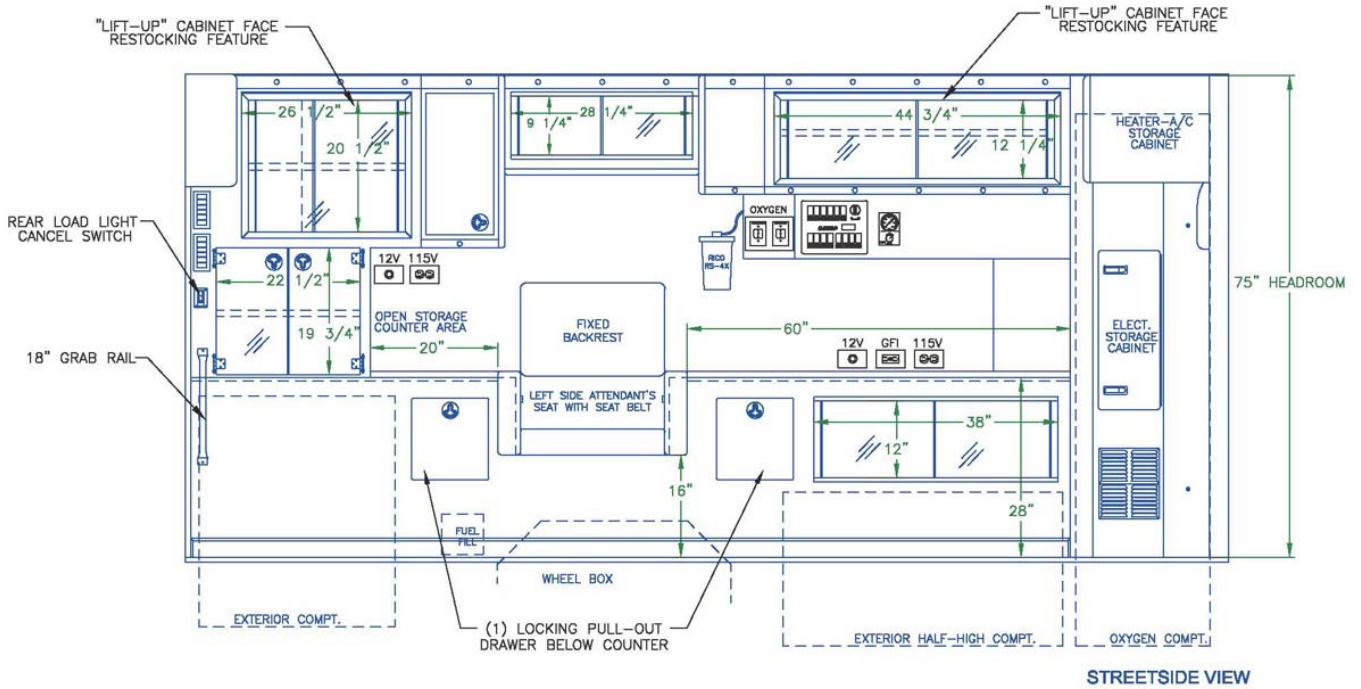 "LIFT-UP" CABINET FACE
RESTOCKING FEATURE
"LIFT-UP" CABINET FACE
RESTOCKING FEATURE
26 1/2"
20 1/2"
28 1/4"
9 1/4"
44 3/4"
12 1/4"
HEATER-A/C
STORAGE
CABINET
REAR LOAD LIGHT
CANCEL SWITCH
OXYGEN
RICO
RS-4X
12V 115V
22 1/2"
19 3/4"
OPEN STORAGE
COUNTER AREA
20"
FIXED
BACKREST
60"
75" HEADROOM
ELECT.
STORAGE
CABINET
12V GFI 115V
18" GRAB RAIL
LEFT SIDE ATTENDANT'S
SEAT WITH SEAT BELT
38"
12"
16"
28"
FUEL
FILL
WHEEL BOX
EXTERIOR COMPT.
(1) LOCKING PULL-OUT
DRAWER BELOW COUNTER
EXTERIOR HALF-HIGH COMPT.
OXYGEN COMPT.
STREETSIDE VIEW